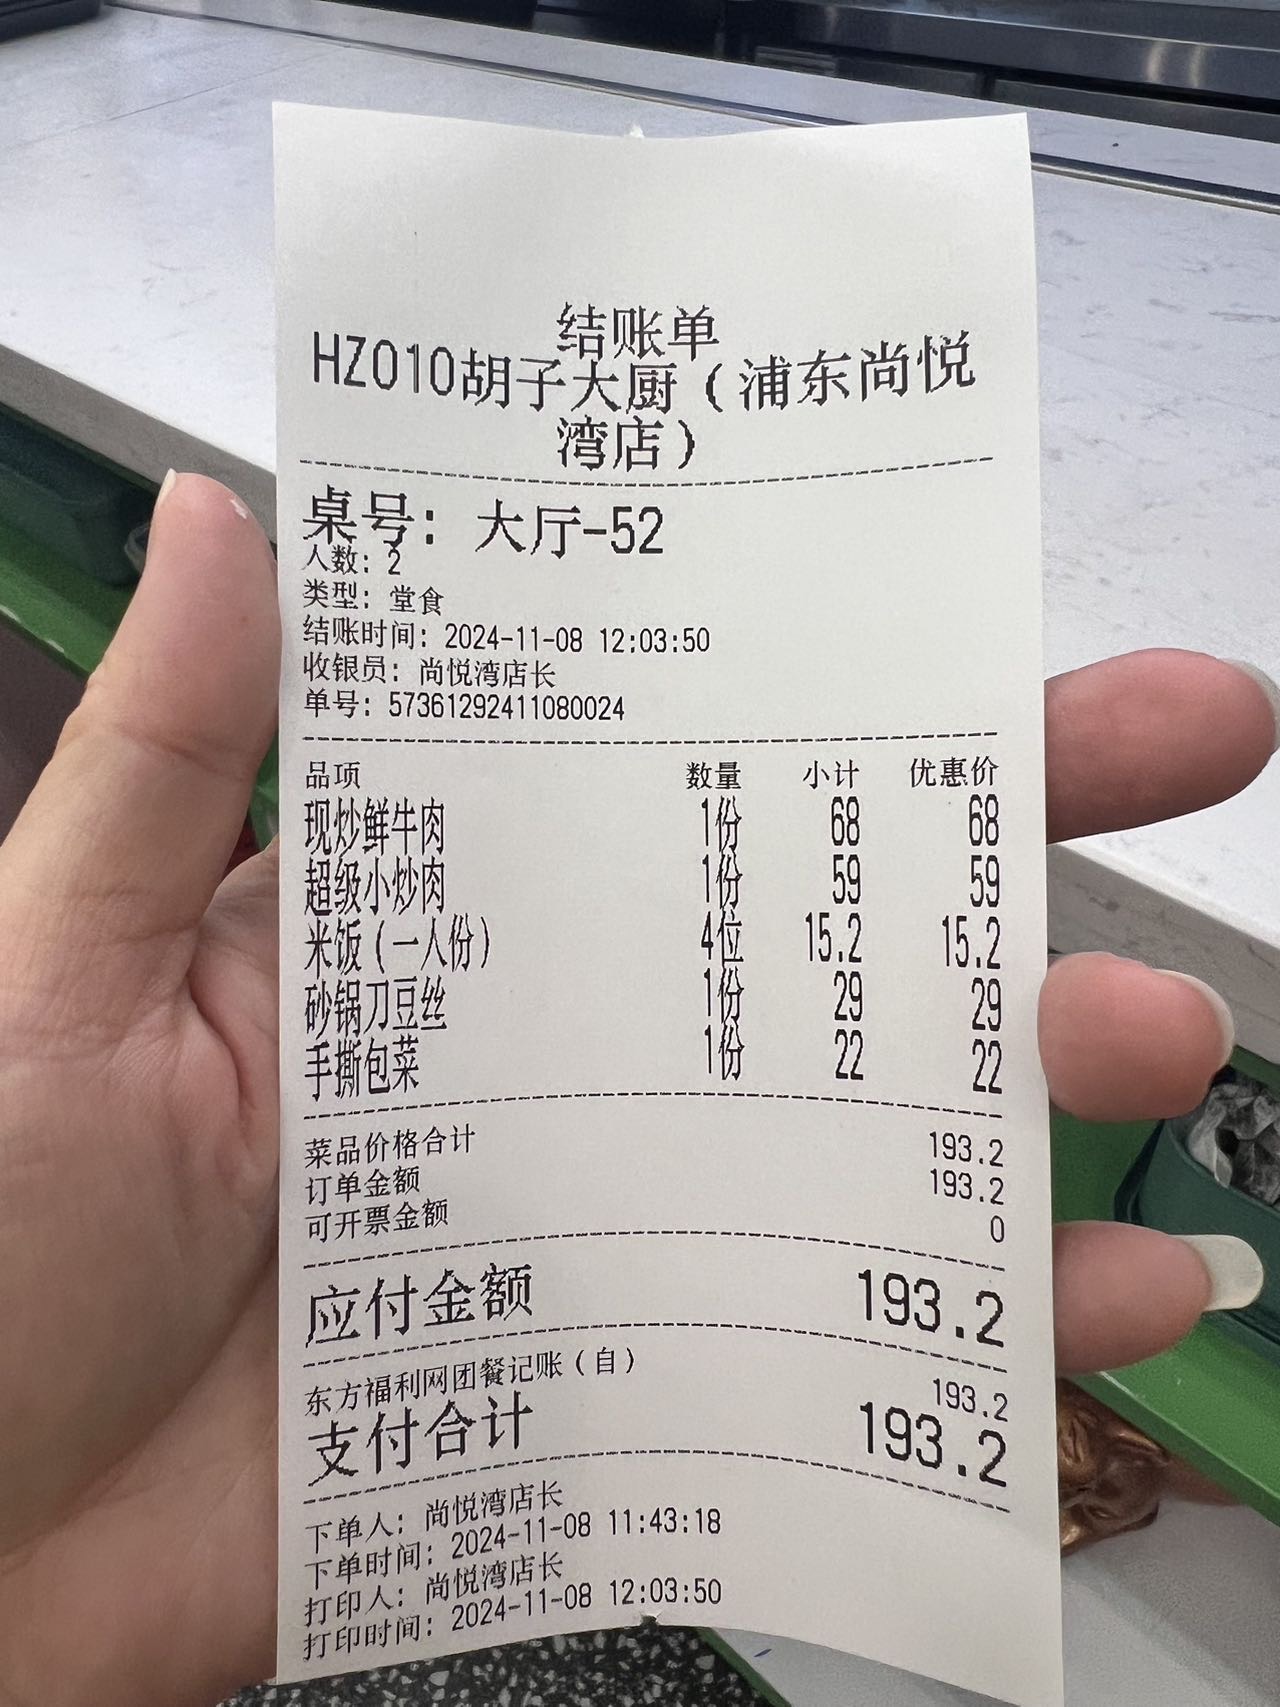 结账单
HZ010胡子大厨（浦东尚悦
湾店）
桌号：大厅-52
人数：2
类型：堂食
结账时间：2024-11-08 12:03:50
收银员：尚悦湾店长
单号：57361292411080024
品项 数量 小计 优惠价
现炒鲜牛肉 1份 68 68
超级小炒肉 1份 59 59
米饭（一人份） 4位 15.2 15.2
砂锅刀豆丝 1份 29 29
手撕包菜 1份 22 22
菜品价格合计 193.2
订单金额 193.2
可开票金额 0
应付金额 193.2
东方福利网团餐记账（自） 193.2
支付合计 193.2
下单人：尚悦湾店长
下单时间：2024-11-08 11:43:18
打印人：尚悦湾店长
打印时间：2024-11-08 12:03:50